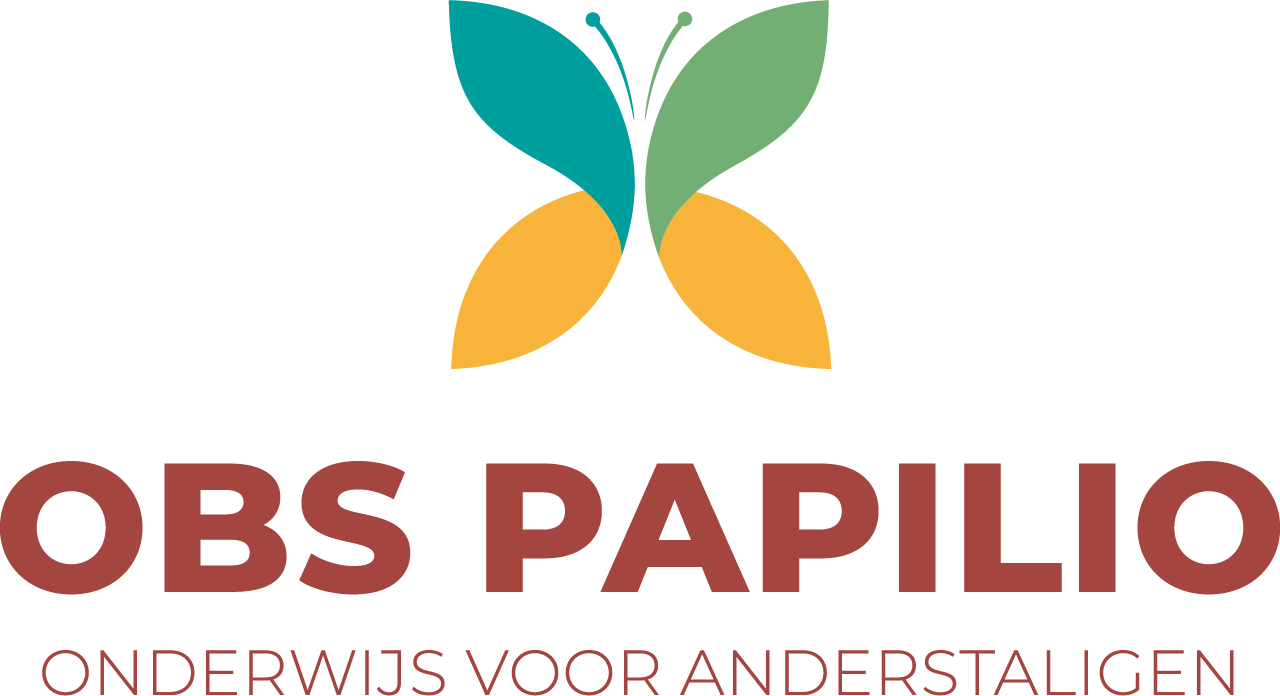 OBS PAPILIO
ONDERWIJS VOOR ANDERSTALIGEN